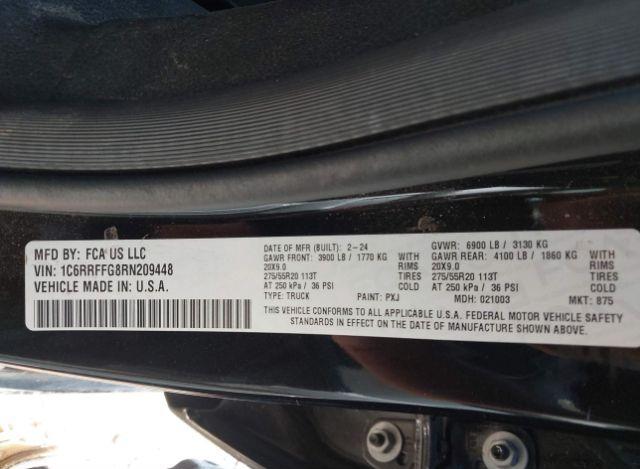 MFD BY: FCA US LLC
VIN: 1C6RRFFG8RN209448
VEHICLE MADE IN: U.S.A.
DATE OF MFR (BUILT): 2-24
GVWR: 6900 LB / 3130 KG
GAWR FRONT: 3900 LB / 1770 KG WITH
GAWR REAR: 4100 LB / 1860 KG WITH
20X9.0 RIMS
20X9.0 RIMS
275/55R20 113T TIRES
275/55R20 113T TIRES
AT 250 kPa / 36 PSI COLD
AT 250 kPa / 36 PSI COLD
TYPE: TRUCK PAINT: PXJ MDH: 021003 MKT: 875
THIS VEHICLE CONFORMS TO ALL APPLICABLE U.S.A. FEDERAL MOTOR VEHICLE SAFETY
STANDARDS IN EFFECT ON THE DATE OF MANUFACTURE SHOWN ABOVE.